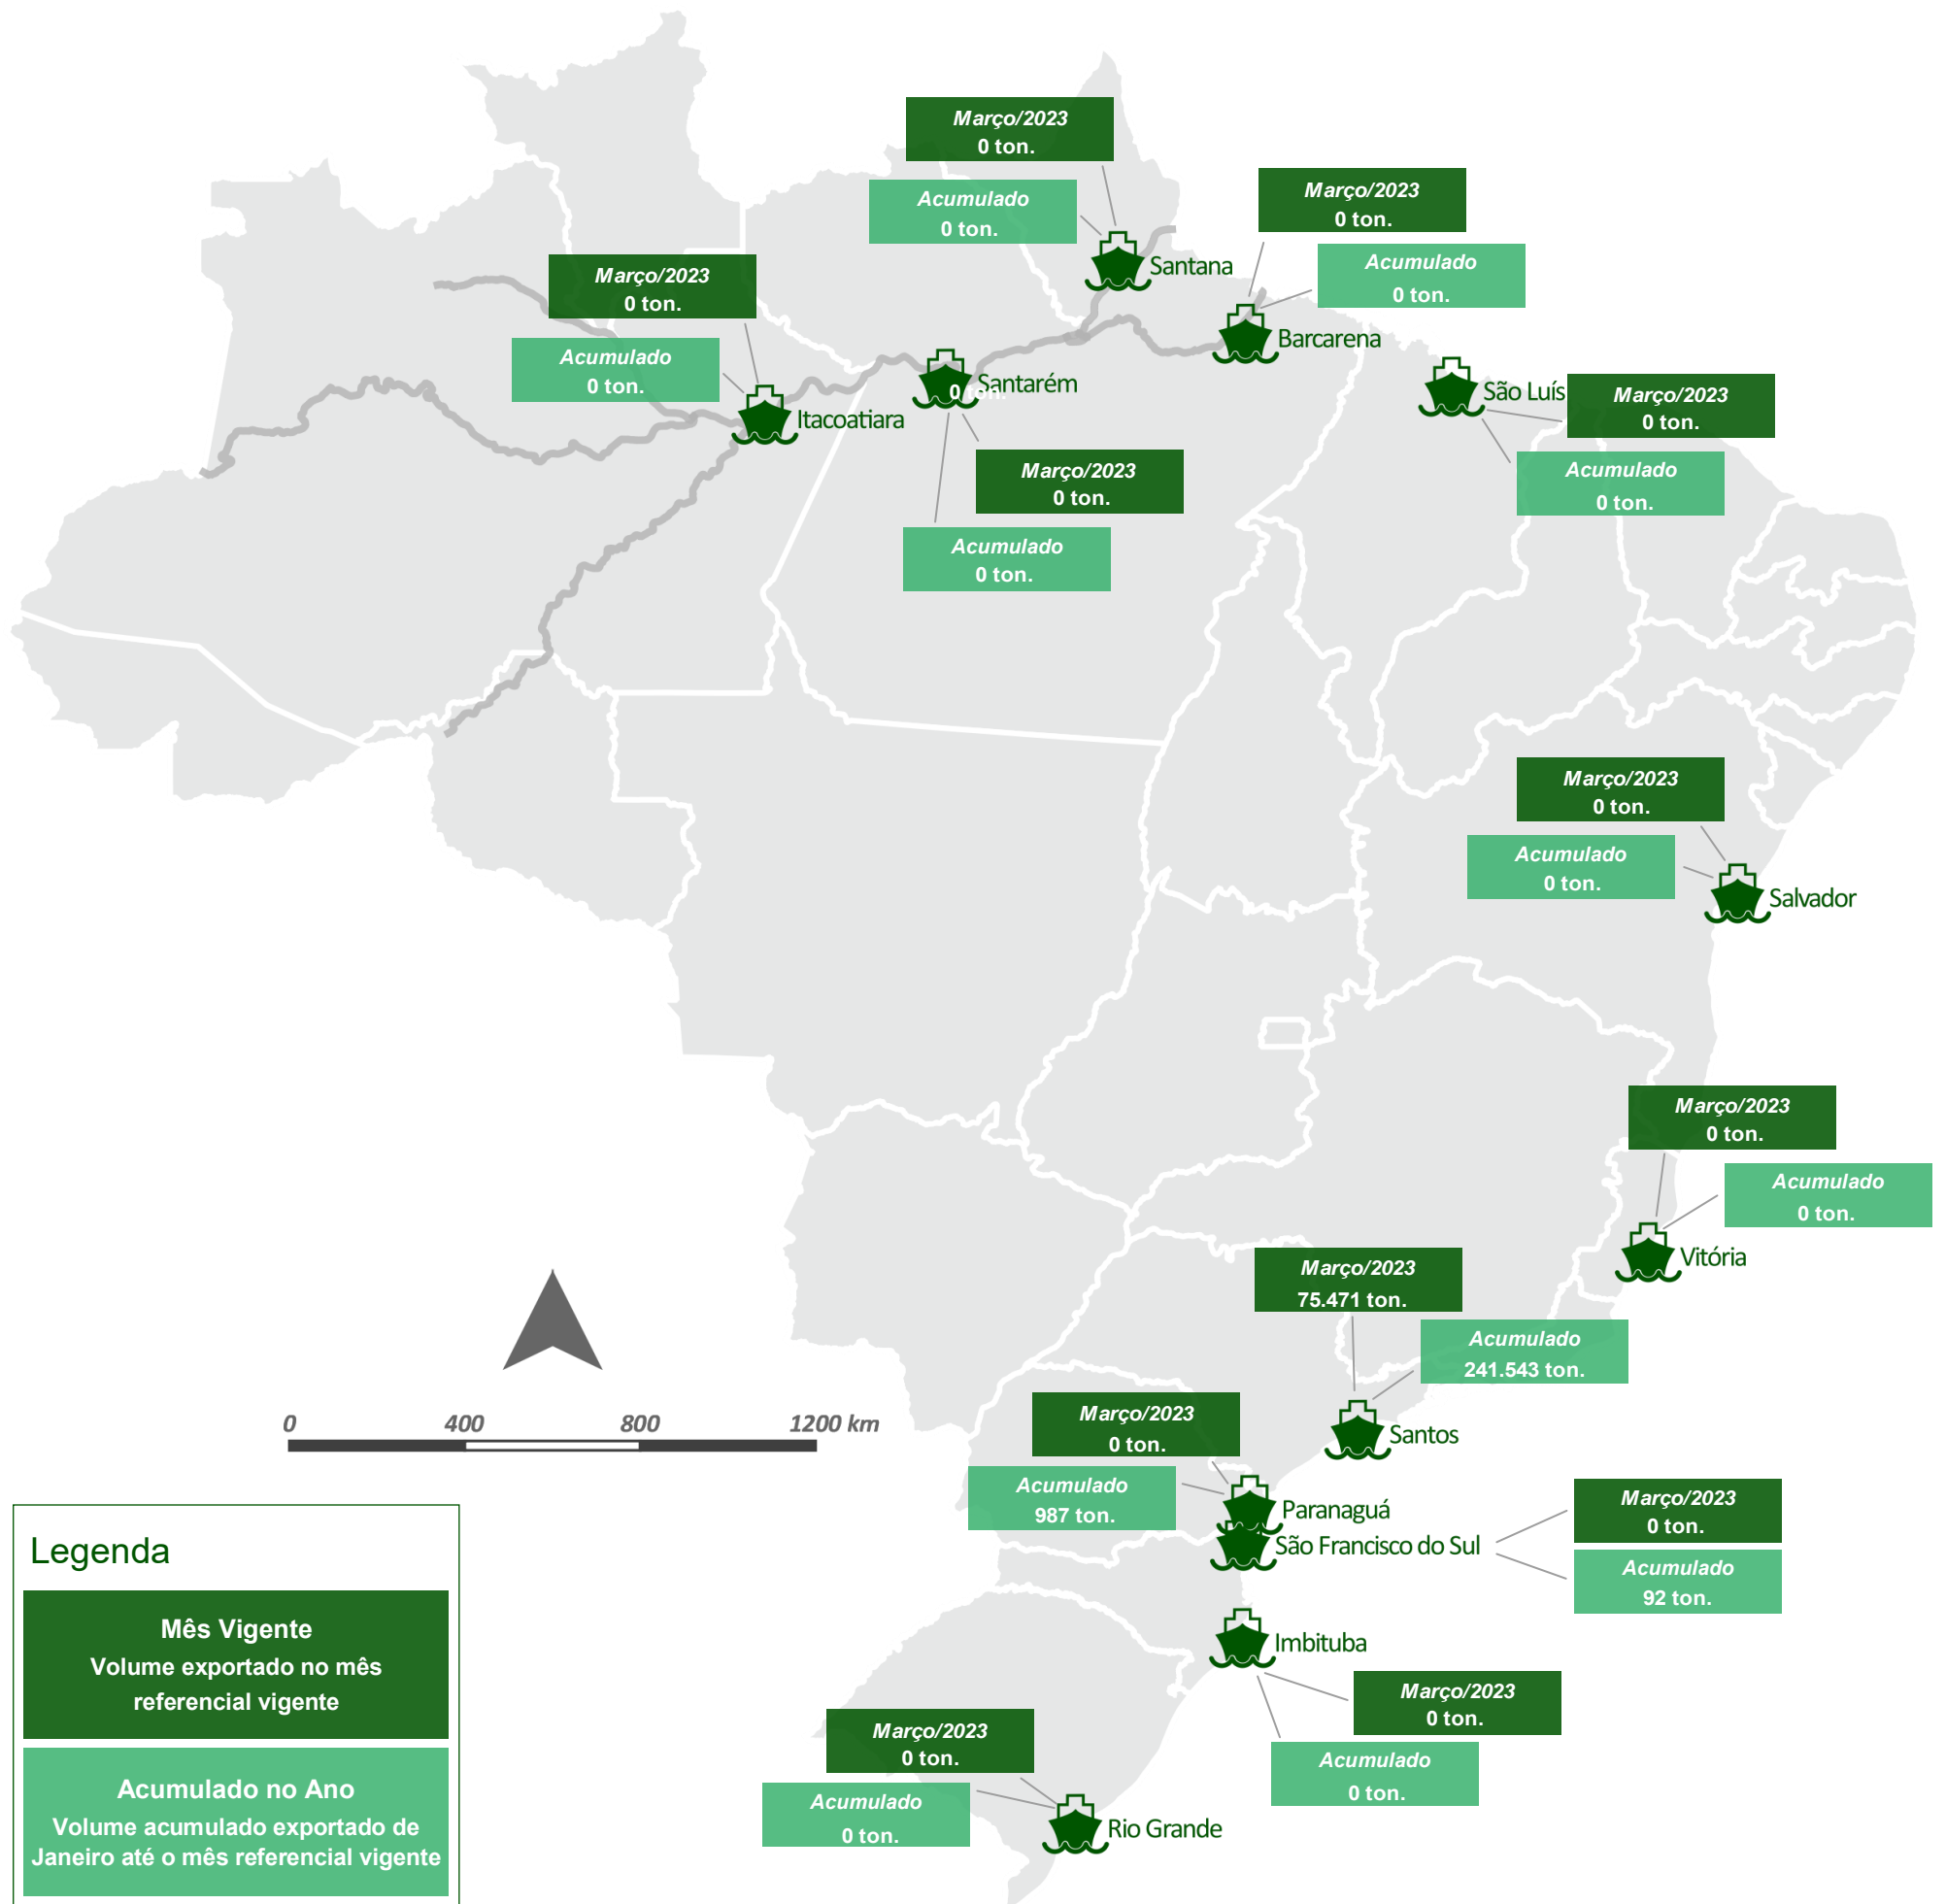 Março/2023
0 ton.
Acumulado
0 ton.
Santana
Março/2023
0 ton.
Acumulado
0 ton.
Barcarena
Março/2023
0 ton.
Acumulado
0 ton.
Itacoatiara
Santarém
0 ton.
Março/2023
0 ton.
Acumulado
0 ton.
São Luís
Março/2023
0 ton.
Acumulado
0 ton.
Março/2023
0 ton.
Acumulado
0 ton.
Salvador
Março/2023
0 ton.
Acumulado
0 ton.
Vitória
Março/2023
75.471 ton.
Acumulado
241.543 ton.
Santos
Março/2023
0 ton.
Acumulado
987 ton.
Paranaguá
São Francisco do Sul
Março/2023
0 ton.
Acumulado
92 ton.
Imbituba
Março/2023
0 ton.
Acumulado
0 ton.
Março/2023
0 ton.
Acumulado
0 ton.
Rio Grande
0 400 800 1200 km
Legenda
Mês Vigente
Volume exportado no mês
referencial vigente
Acumulado no Ano
Volume acumulado exportado de
Janeiro até o mês referencial vigente